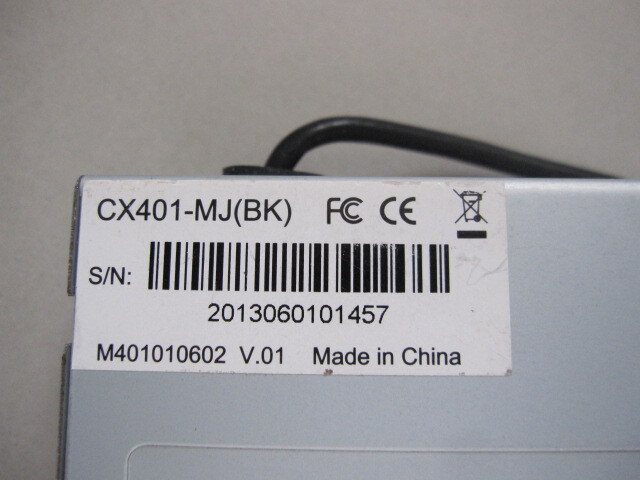 CX401-MJ(BK) FC CE
S/N:
2013060101457
M401010602 V.01 Made in China